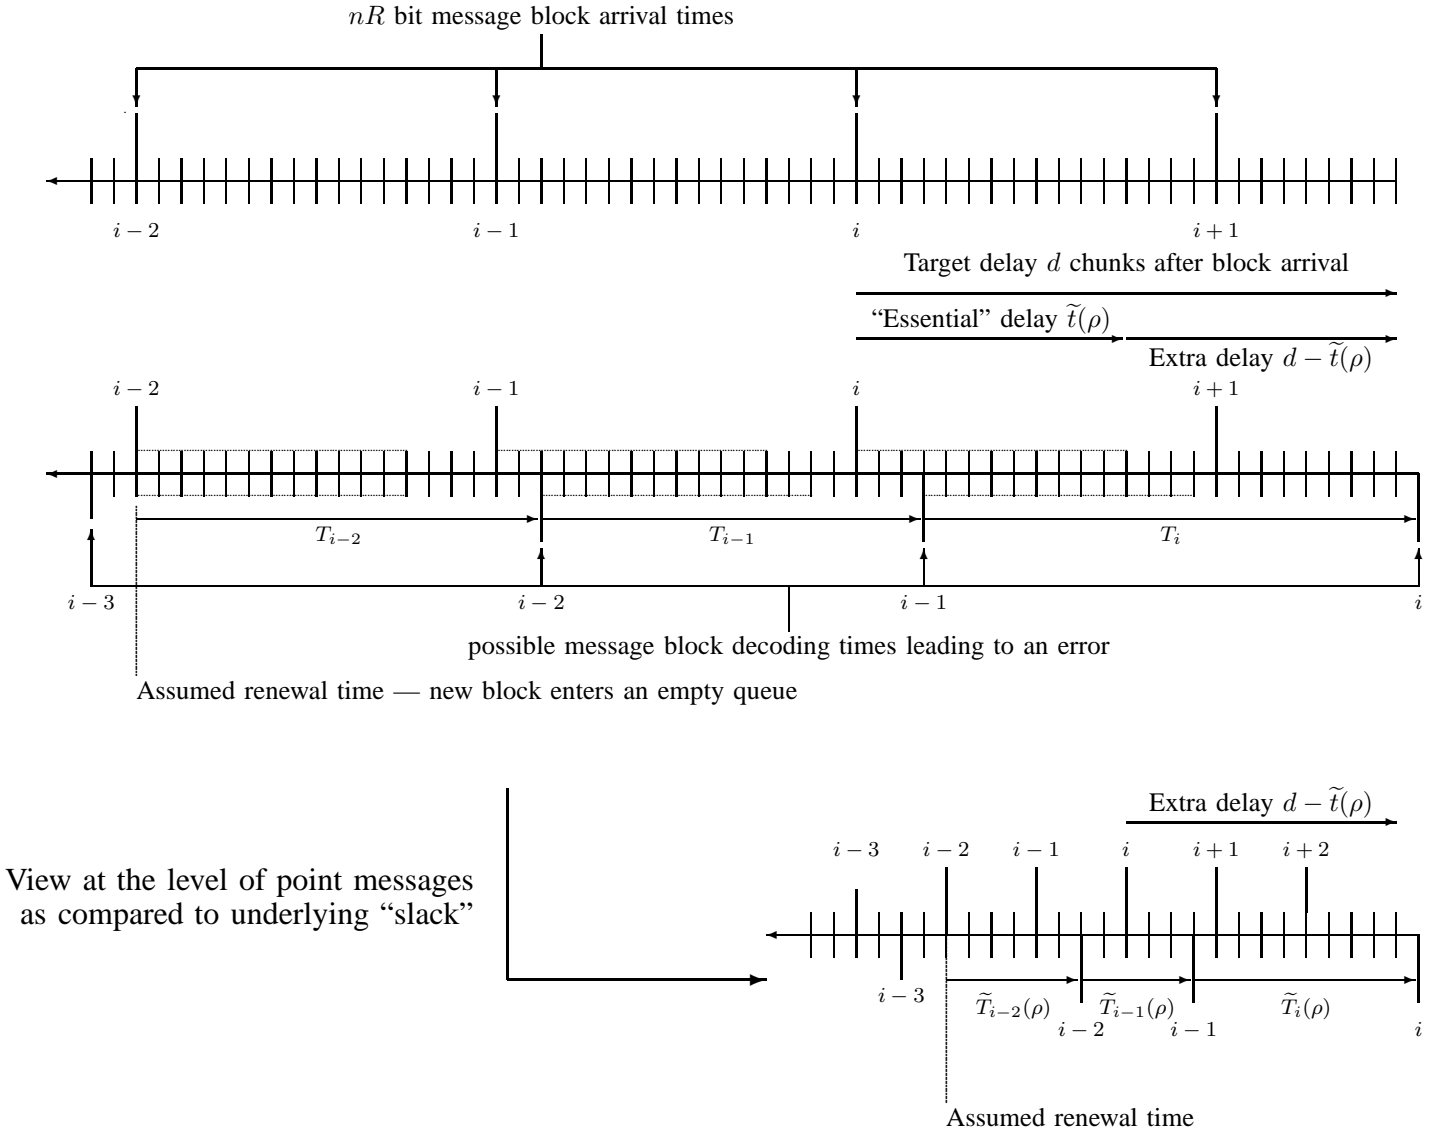 nR bit message block arrival times
i − 2 i − 1 i i + 1
Target delay d chunks after block arrival
“Essential” delay t̃(ρ)
Extra delay d − t̃(ρ)
i − 2 i − 1 i i + 1
T_{i−2} T_{i−1} T_i
i − 3 i − 2 i − 1 i
possible message block decoding times leading to an error
Assumed renewal time — new block enters an empty queue
Extra delay d − t̃(ρ)
i − 3 i − 2 i − 1 i i + 1 i + 2
View at the level of point messages
as compared to underlying “slack”
i − 3 T̃_{i−2}(ρ) T̃_{i−1}(ρ) T̃_i(ρ)
i − 2 i − 1 i
Assumed renewal time